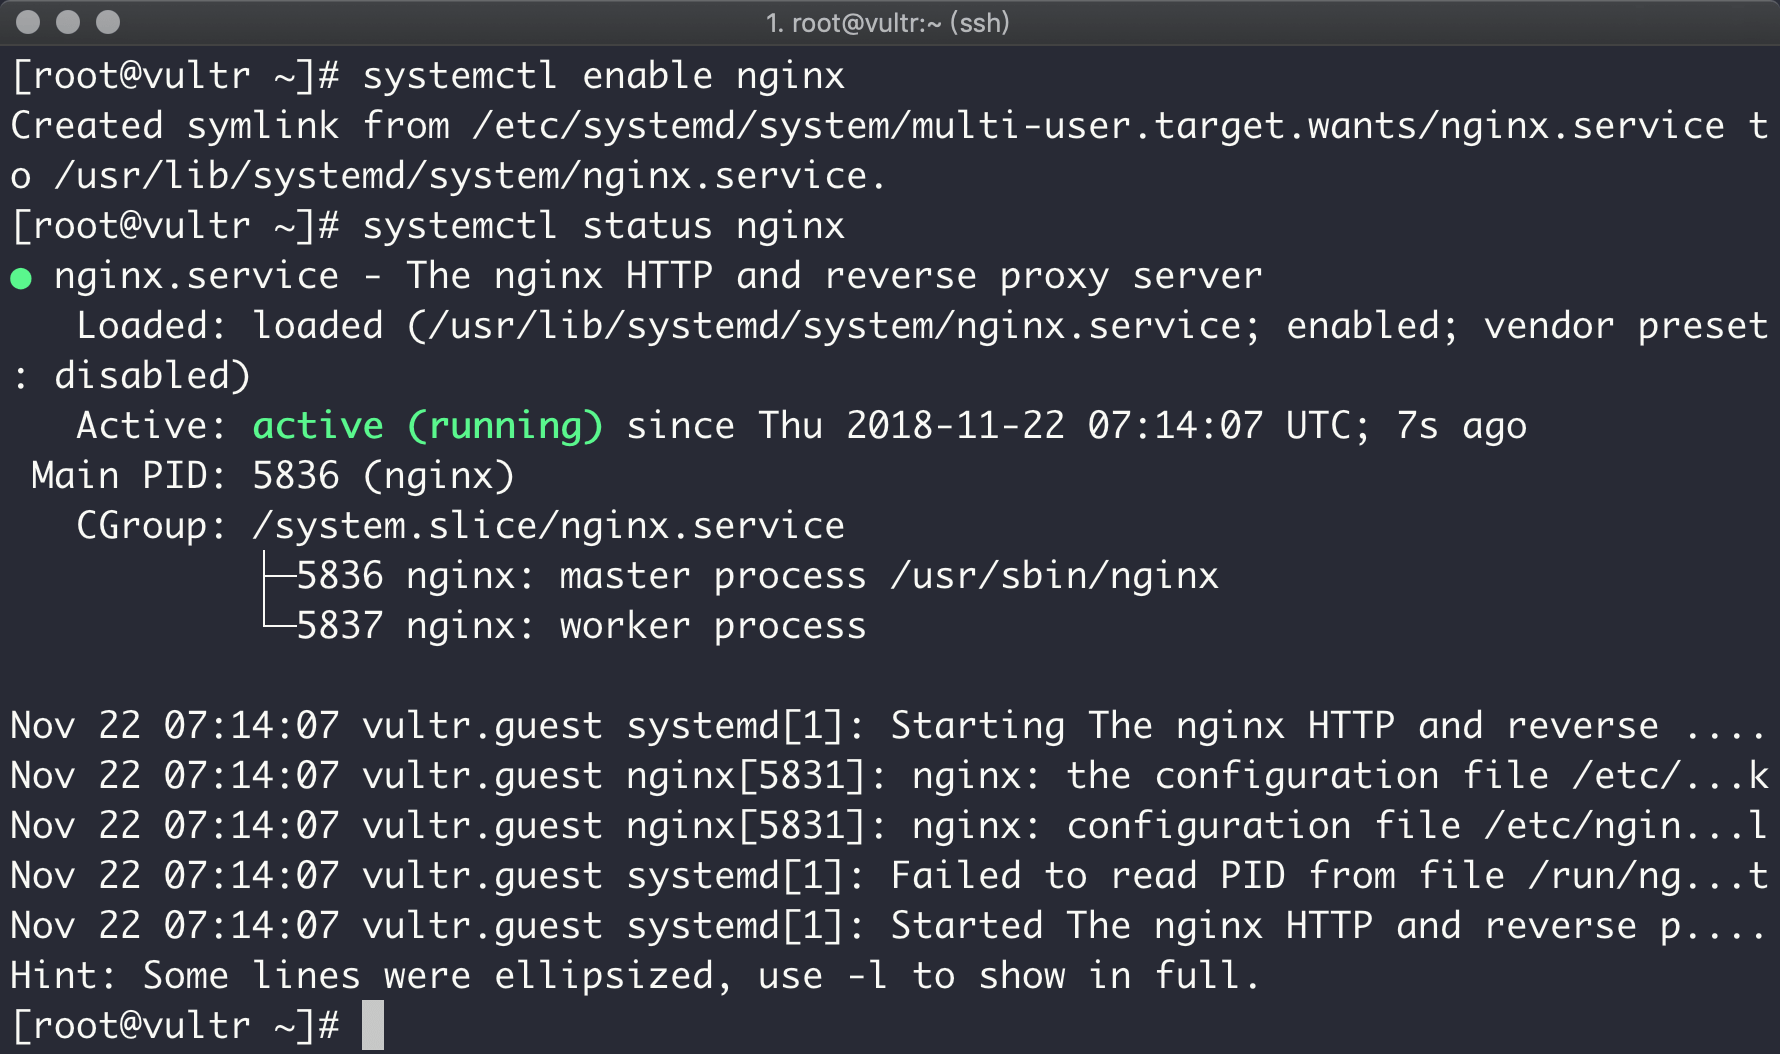 1. root@vultr:~ (ssh)
[root@vultr ~]# systemctl enable nginx
Created symlink from /etc/systemd/system/multi-user.target.wants/nginx.service t
o /usr/lib/systemd/system/nginx.service.
[root@vultr ~]# systemctl status nginx
● nginx.service - The nginx HTTP and reverse proxy server
   Loaded: loaded (/usr/lib/systemd/system/nginx.service; enabled; vendor preset
: disabled)
   Active: active (running) since Thu 2018-11-22 07:14:07 UTC; 7s ago
 Main PID: 5836 (nginx)
   CGroup: /system.slice/nginx.service
           ├─5836 nginx: master process /usr/sbin/nginx
           └─5837 nginx: worker process

Nov 22 07:14:07 vultr.guest systemd[1]: Starting The nginx HTTP and reverse ....
Nov 22 07:14:07 vultr.guest nginx[5831]: nginx: the configuration file /etc/...k
Nov 22 07:14:07 vultr.guest nginx[5831]: nginx: configuration file /etc/ngin...l
Nov 22 07:14:07 vultr.guest systemd[1]: Failed to read PID from file /run/ng...t
Nov 22 07:14:07 vultr.guest systemd[1]: Started The nginx HTTP and reverse p....
Hint: Some lines were ellipsized, use -l to show in full.
[root@vultr ~]#